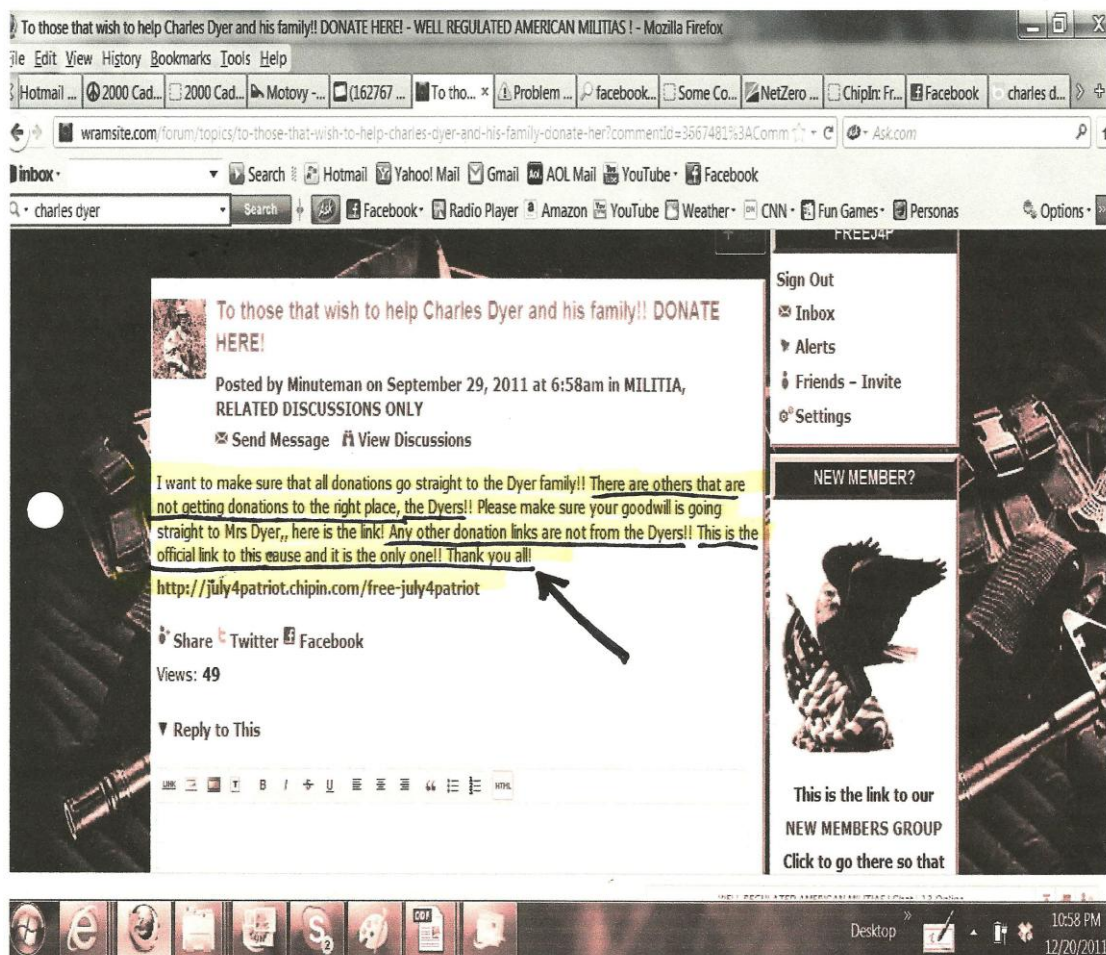 To those that wish to help Charles Dyer and his family!! DONATE HERE! - WELL REGULATED AMERICAN MILITIAS ! - Mozilla Firefox
File Edit View History Bookmarks Tools Help
Hotmail ... 2000 Cad... 2000 Cad... Motovy -... (162767 ... To tho... × Problem ... facebook... Some Co... NetZero ... ChipIn: Fr... Facebook charles d...
wramsite.com/forum/topics/to-those-that-wish-to-help-charles-dyer-and-his-family-donate-her?commentId=3667481%3AComm Ask.com
inbox Search Hotmail Yahoo! Mail Gmail AOL Mail YouTube Facebook
charles dyer Search Ask Facebook Radio Player Amazon YouTube Weather CNN Fun Games Personas Options
FREEJ4P
Sign Out
Inbox
Alerts
Friends – Invite
Settings
To those that wish to help Charles Dyer and his family!! DONATE
HERE!
Posted by Minuteman on September 29, 2011 at 6:58am in MILITIA,
RELATED DISCUSSIONS ONLY
Send Message View Discussions
I want to make sure that all donations go straight to the Dyer family!! There are others that are
not getting donations to the right place, the Dyers!! Please make sure your goodwill is going
straight to Mrs Dyer,, here is the link! Any other donation links are not from the Dyers!! This is the
official link to this cause and it is the only one!! Thank you all!
http://july4patriot.chipin.com/free-july4patriot
Share Twitter Facebook
Views: 49
Reply to This
LINK T B I S U HTML
NEW MEMBER?
This is the link to our
NEW MEMBERS GROUP
Click to go there so that
WELL REGULATED AMERICAN MILITIAS ! Chat | 13 Online
Desktop
10:58 PM
12/20/2011